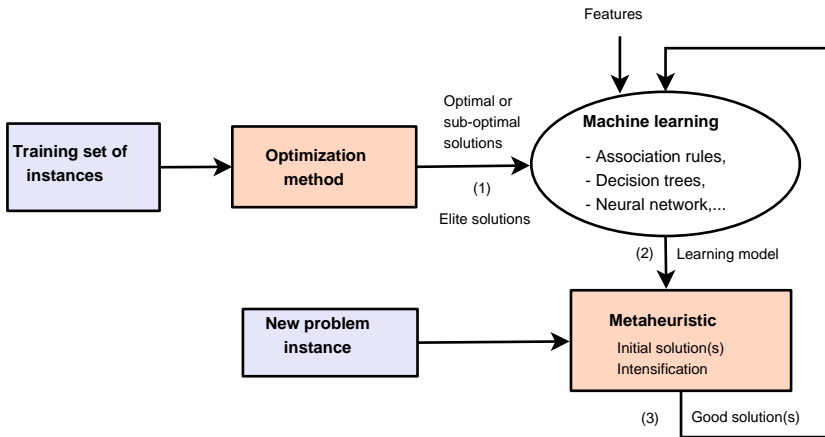 Features
Optimal or
sub-optimal
solutions
Machine learning
- Association rules,
- Decision trees,
- Neural network,...
Training set of
instances
Optimization
method
(1)
Elite solutions
(2)
Learning model
New problem
instance
Metaheuristic
Initial solution(s)
Intensification
(3)
Good solution(s)